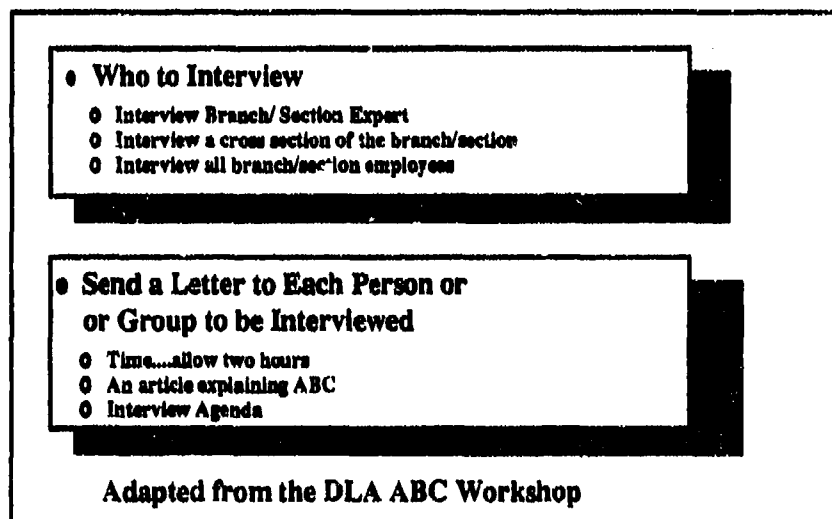 • Who to Interview
o Interview Branch/ Section Expert
o Interview a cross section of the branch/section
o Interview all branch/section employees
• Send a Letter to Each Person or
or Group to be Interviewed
o Time....allow two hours
o An article explaining ABC
o Interview Agenda
Adapted from the DLA ABC Workshop